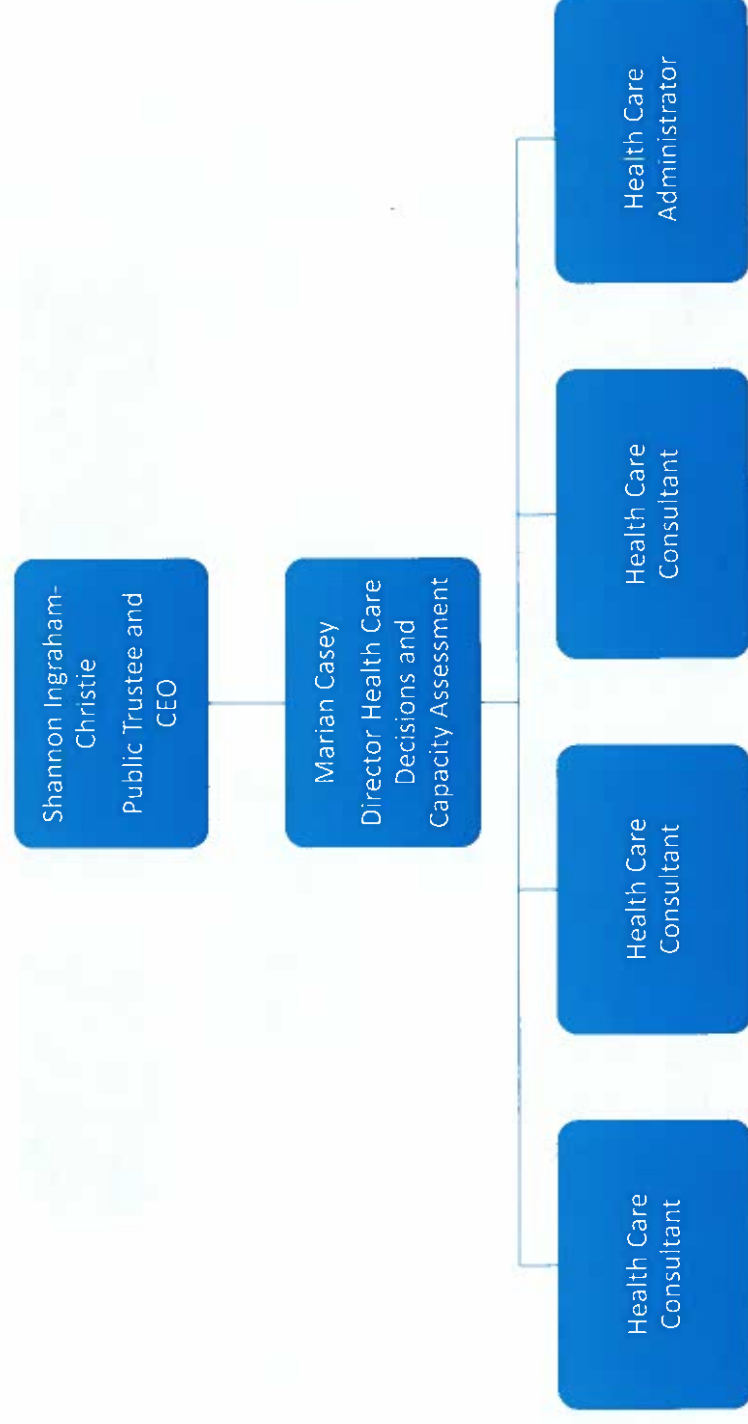 Shannon Ingraham-
Christie
Public Trustee and
CEO
Marian Casey
Director Health Care
Decisions and
Capacity Assessment
Health Care
Consultant
Health Care
Consultant
Health Care
Consultant
Health Care
Administrator